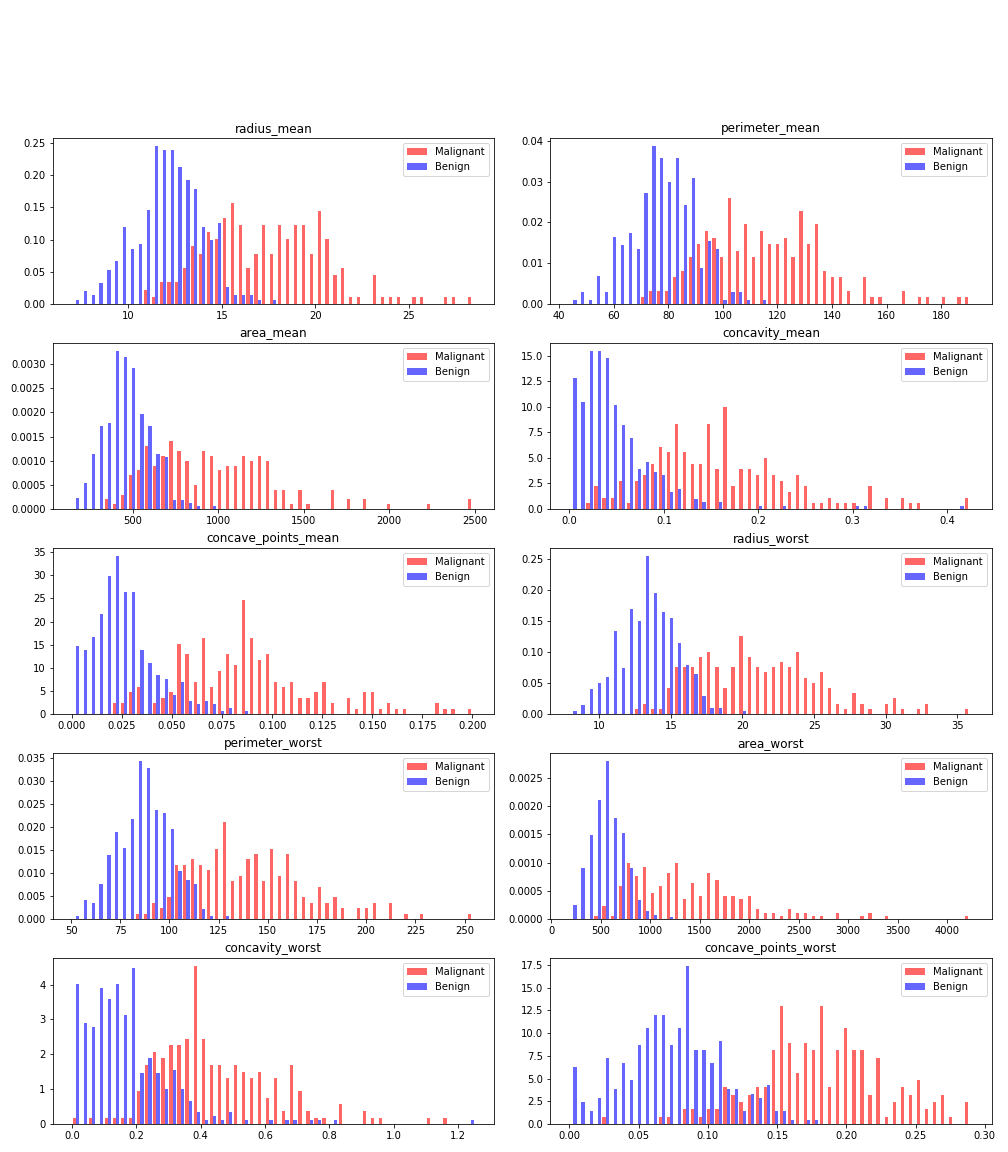 radius_mean
0.25
0.20
0.15
0.10
0.05
0.00
10 15 20 25
Malignant
Benign
perimeter_mean
0.04
0.03
0.02
0.01
0.00
40 60 80 100 120 140 160 180
Malignant
Benign
area_mean
0.0030
0.0025
0.0020
0.0015
0.0010
0.0005
0.0000
500 1000 1500 2000 2500
Malignant
Benign
concavity_mean
15.0
12.5
10.0
7.5
5.0
2.5
0.0
0.0 0.1 0.2 0.3 0.4
Malignant
Benign
concave_points_mean
35
30
25
20
15
10
5
0
0.000 0.025 0.050 0.075 0.100 0.125 0.150 0.175 0.200
Malignant
Benign
radius_worst
0.25
0.20
0.15
0.10
0.05
0.00
10 15 20 25 30 35
Malignant
Benign
perimeter_worst
0.035
0.030
0.025
0.020
0.015
0.010
0.005
0.000
50 75 100 125 150 175 200 225 250
Malignant
Benign
area_worst
0.0025
0.0020
0.0015
0.0010
0.0005
0.0000
0 500 1000 1500 2000 2500 3000 3500 4000
Malignant
Benign
concavity_worst
4
3
2
1
0
0.0 0.2 0.4 0.6 0.8 1.0 1.2
Malignant
Benign
concave_points_worst
17.5
15.0
12.5
10.0
7.5
5.0
2.5
0.0
0.00 0.05 0.10 0.15 0.20 0.25 0.30
Malignant
Benign